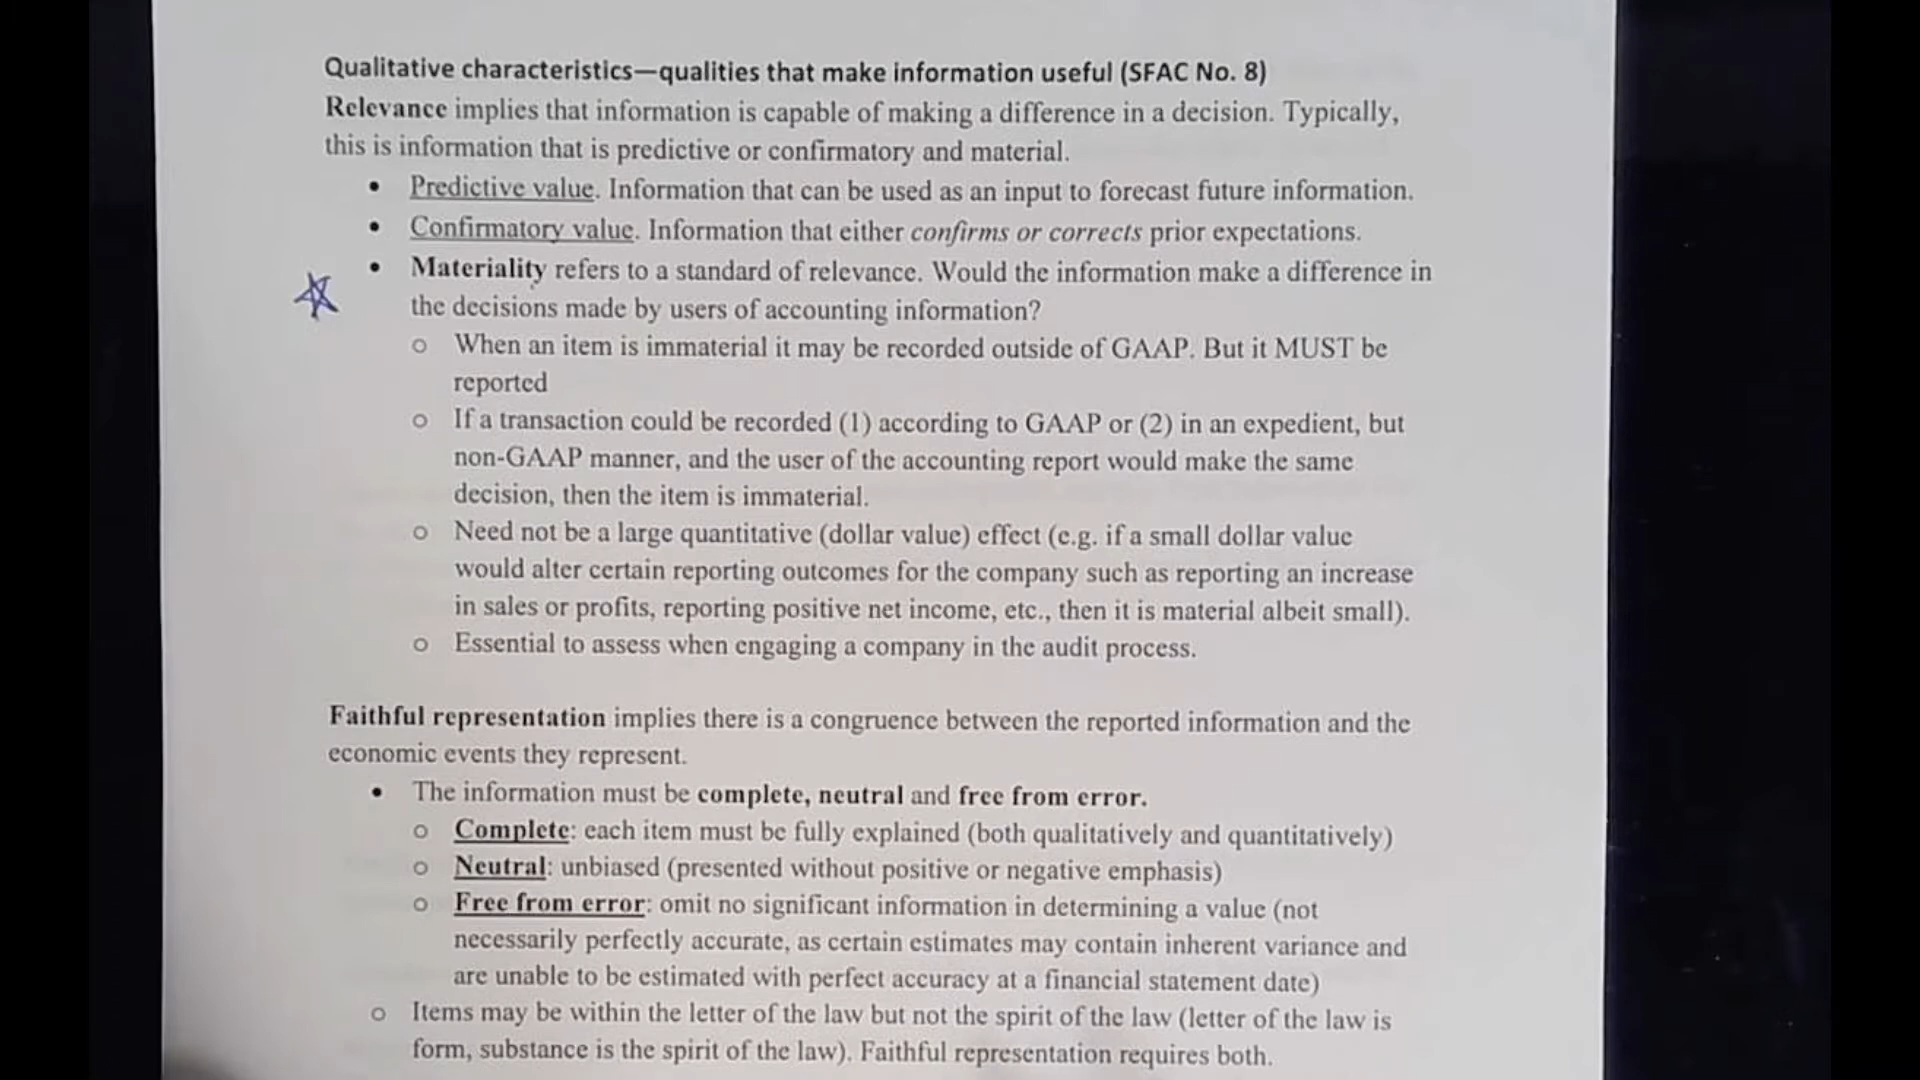 Qualitative characteristics—qualities that make information useful (SFAC No. 8)
Relevance implies that information is capable of making a difference in a decision. Typically,
this is information that is predictive or confirmatory and material.
• Predictive value. Information that can be used as an input to forecast future information.
• Confirmatory value. Information that either confirms or corrects prior expectations.
• Materiality refers to a standard of relevance. Would the information make a difference in
the decisions made by users of accounting information?
o When an item is immaterial it may be recorded outside of GAAP. But it MUST be
reported
o If a transaction could be recorded (1) according to GAAP or (2) in an expedient, but
non-GAAP manner, and the user of the accounting report would make the same
decision, then the item is immaterial.
o Need not be a large quantitative (dollar value) effect (e.g. if a small dollar value
would alter certain reporting outcomes for the company such as reporting an increase
in sales or profits, reporting positive net income, etc., then it is material albeit small).
o Essential to assess when engaging a company in the audit process.
Faithful representation implies there is a congruence between the reported information and the
economic events they represent.
• The information must be complete, neutral and free from error.
o Complete: each item must be fully explained (both qualitatively and quantitatively)
o Neutral: unbiased (presented without positive or negative emphasis)
o Free from error: omit no significant information in determining a value (not
necessarily perfectly accurate, as certain estimates may contain inherent variance and
are unable to be estimated with perfect accuracy at a financial statement date)
o Items may be within the letter of the law but not the spirit of the law (letter of the law is
form, substance is the spirit of the law). Faithful representation requires both.